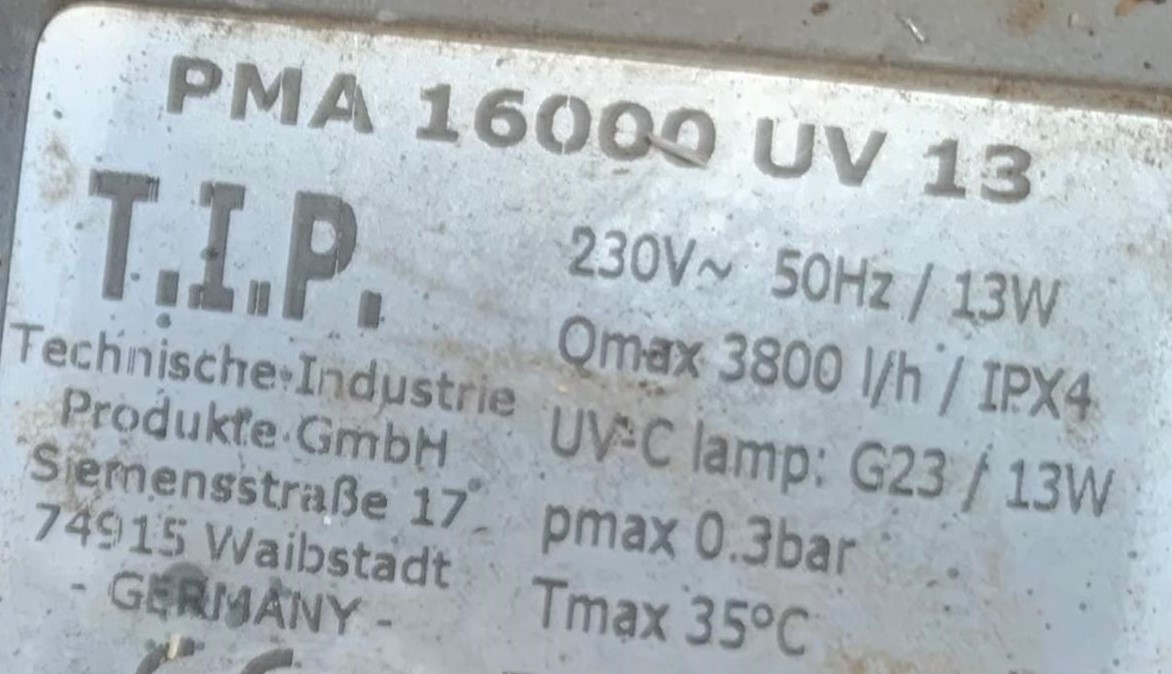 PMA 16000 UV 13
T.I.P.
Technische Industrie
Produkte GmbH
Siemensstraße 17
74915 Waibstadt
- GERMANY -
230V~ 50Hz / 13W
Qmax 3800 l/h / IPX4
UV-C lamp: G23 / 13W
pmax 0.3bar
Tmax 35°C